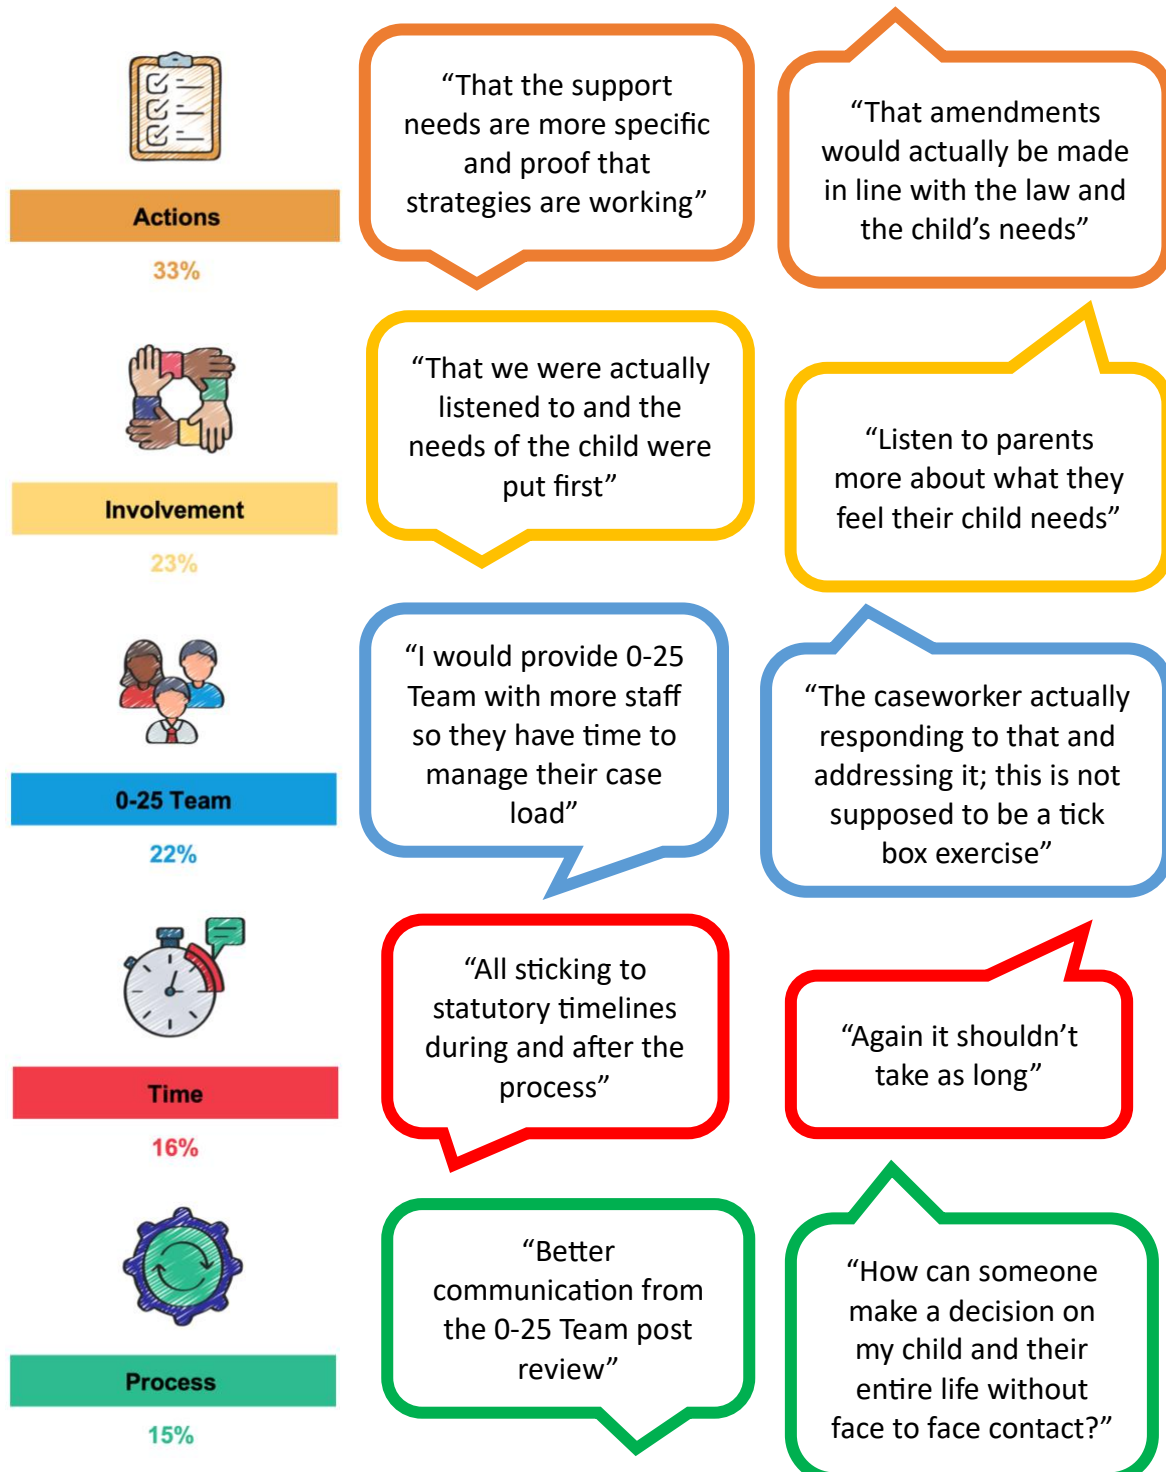 Actions
33%
“That the support
needs are more specific
and proof that
strategies are working”
“That amendments
would actually be made
in line with the law and
the child’s needs”
Involvement
23%
“That we were actually
listened to and the
needs of the child were
put first”
“Listen to parents
more about what they
feel their child needs”
0-25 Team
22%
“I would provide 0-25
Team with more staff
so they have time to
manage their case
load”
“The caseworker actually
responding to that and
addressing it; this is not
supposed to be a tick
box exercise”
Time
16%
“All sticking to
statutory timelines
during and after the
process”
“Again it shouldn’t
take as long”
Process
15%
“Better
communication from
the 0-25 Team post
review”
“How can someone
make a decision on
my child and their
entire life without
face to face contact?”